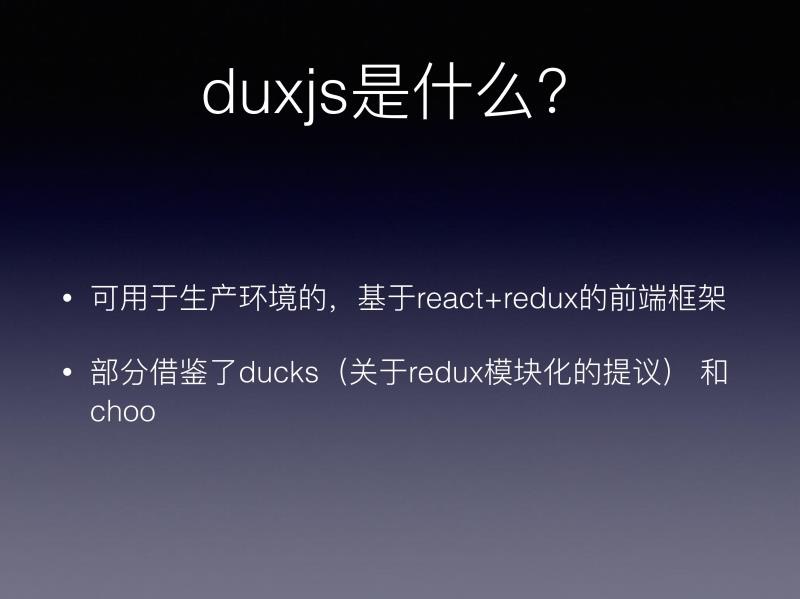 duxjs是什么?
• 可用于生产环境的，基于react+redux的前端框架
• 部分借鉴了ducks（关于redux模块化的提议） 和
choo